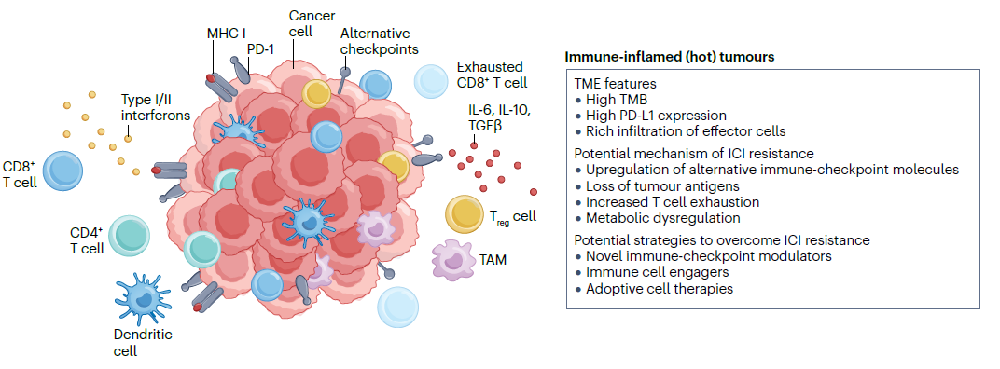 Cancer
cell
MHC I
PD-1
Alternative
checkpoints
Exhausted
CD8⁺ T cell
Type I/II
interferons
IL-6, IL-10,
TGFβ
CD8⁺
T cell
CD4⁺
T cell
T reg cell
TAM
Dendritic
cell
Immune-inflamed (hot) tumours
TME features
• High TMB
• High PD-L1 expression
• Rich infiltration of effector cells
Potential mechanism of ICI resistance
• Upregulation of alternative immune-checkpoint molecules
• Loss of tumour antigens
• Increased T cell exhaustion
• Metabolic dysregulation
Potential strategies to overcome ICI resistance
• Novel immune-checkpoint modulators
• Immune cell engagers
• Adoptive cell therapies